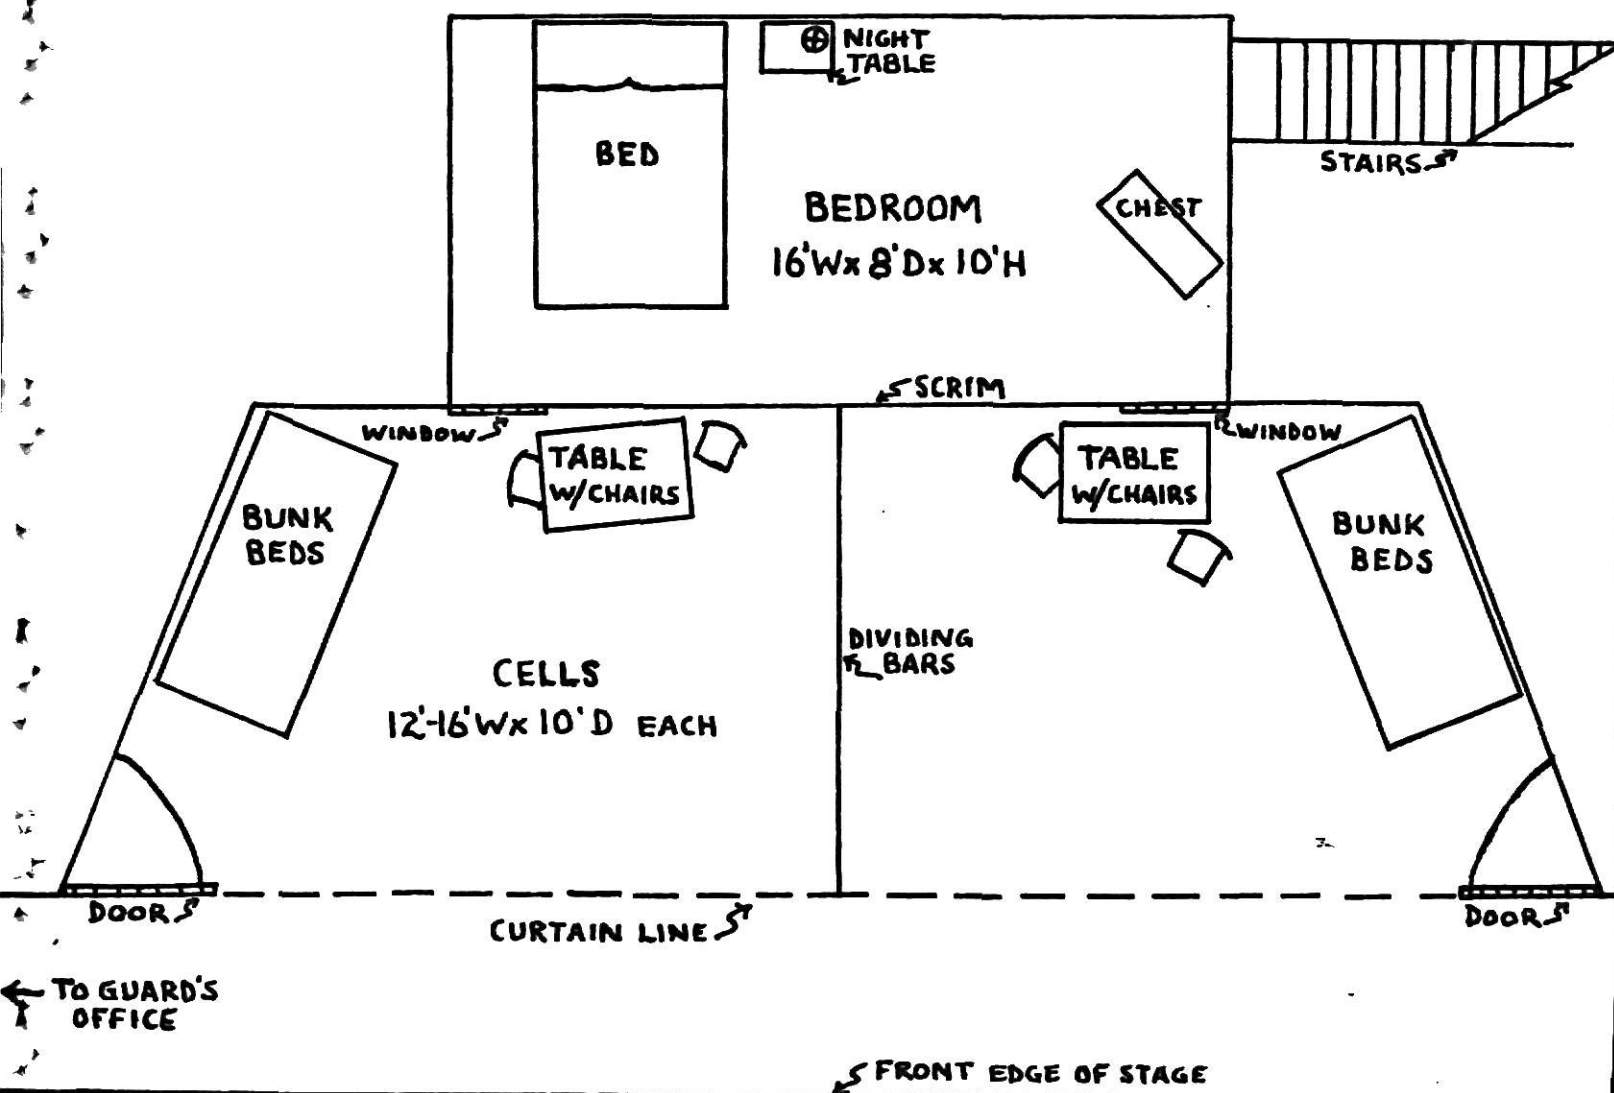 NIGHT
TABLE
BED
STAIRS
CHEST
BEDROOM
16'W x 8'D x 10'H
SCRIM
WINDOW
WINDOW
TABLE
W/CHAIRS
TABLE
W/CHAIRS
BUNK
BEDS
BUNK
BEDS
DIVIDING
BARS
CELLS
12'-16'W x 10'D EACH
DOOR
DOOR
CURTAIN LINE
TO GUARD'S
OFFICE
FRONT EDGE OF STAGE